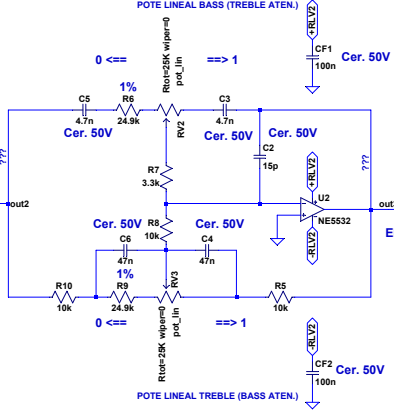 POTE LINEAL BASS (TREBLE ATEN.)
+RLV2
Rtot=25K wiper=0
pot_lin
0 <==
==> 1
CF1
100n
Cer. 50V
1%
C5
4.7n
R6
24.9k
C3
4.7n
Cer. 50V
RV2
Cer. 50V
Cer. 50V
C2
15p
???
???
R7
3.3k
+RLV2
out2
U2
NE5532
out
R8
10k
-RLV2
E
Cer. 50V
Cer. 50V
C6
47n
C4
47n
1%
R10
10k
R9
24.9k
RV3
R5
10k
0 <==
==> 1
Rtot=25K wiper=0
pot_lin
-RLV2
CF2
100n
Cer. 50V
POTE LINEAL TREBLE (BASS ATEN.)